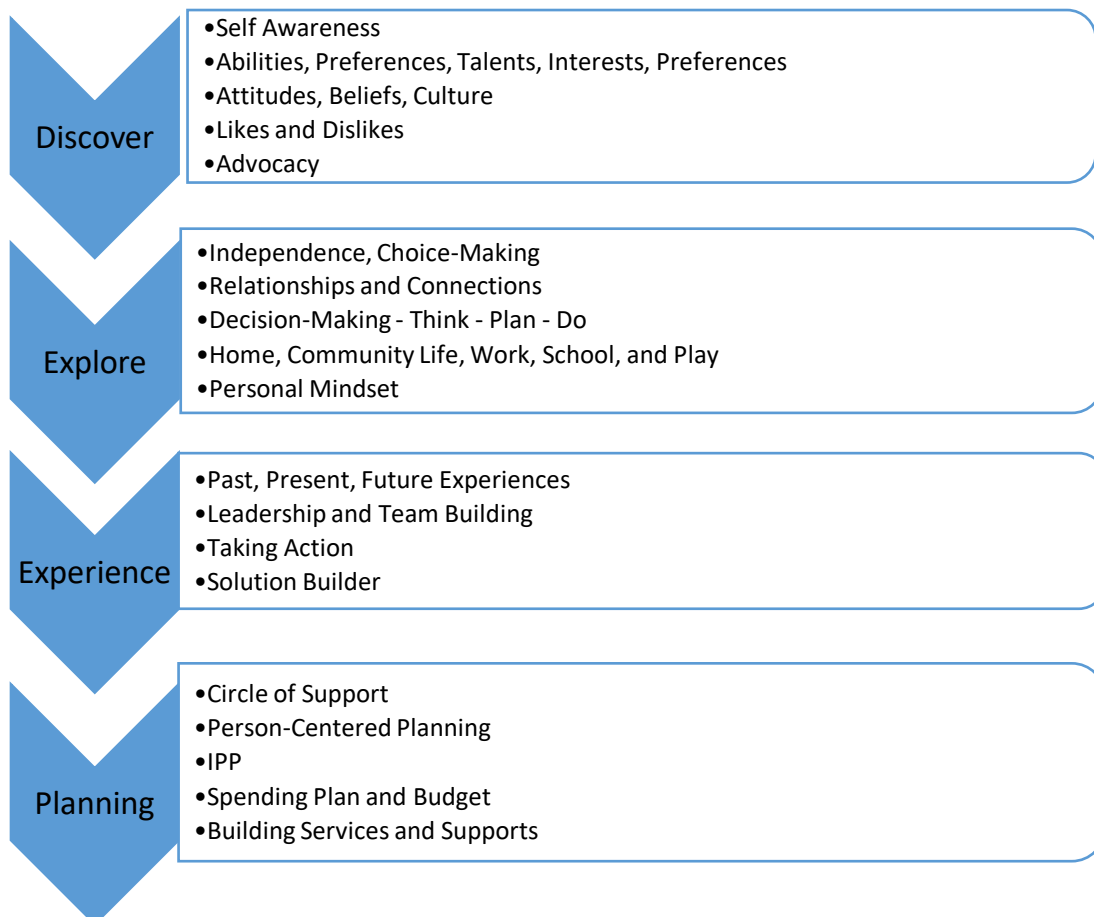 Discover
•Self Awareness
•Abilities, Preferences, Talents, Interests, Preferences
•Attitudes, Beliefs, Culture
•Likes and Dislikes
•Advocacy
Explore
•Independence, Choice-Making
•Relationships and Connections
•Decision-Making - Think - Plan - Do
•Home, Community Life, Work, School, and Play
•Personal Mindset
Experience
•Past, Present, Future Experiences
•Leadership and Team Building
•Taking Action
•Solution Builder
Planning
•Circle of Support
•Person-Centered Planning
•IPP
•Spending Plan and Budget
•Building Services and Supports